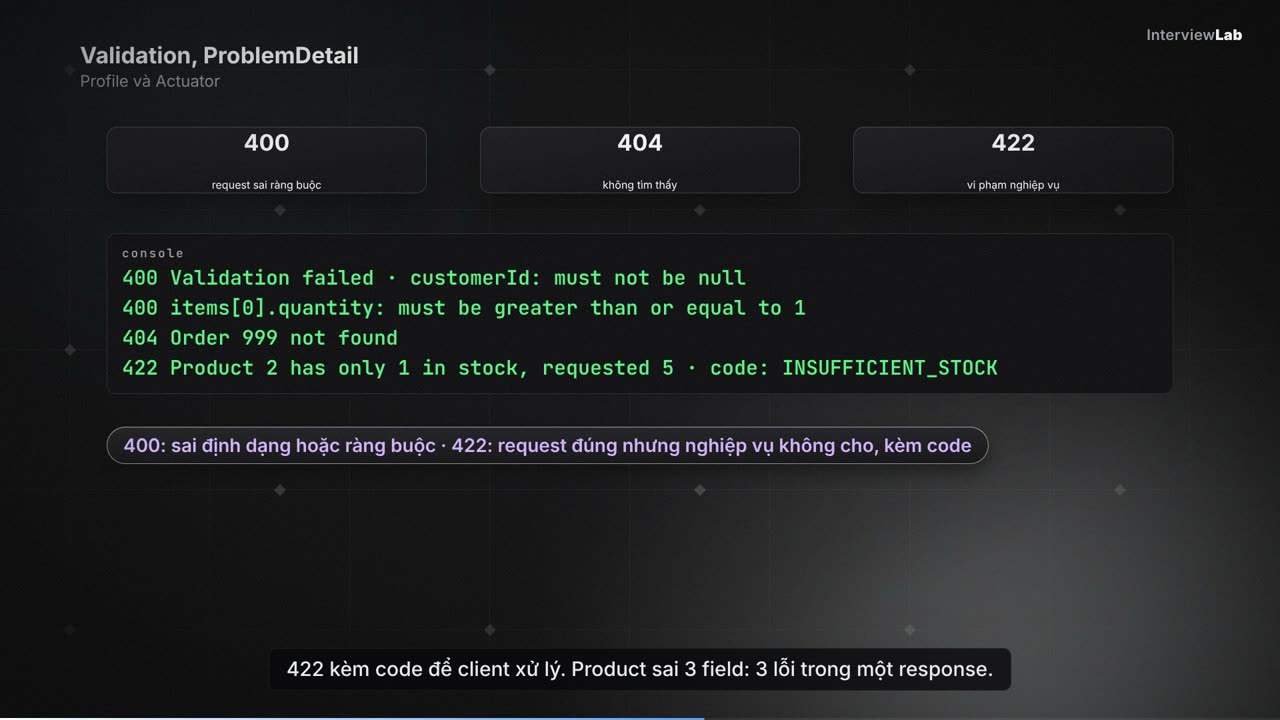 InterviewLab
Validation, ProblemDetail
Profile và Actuator
400
request sai ràng buộc
404
không tìm thấy
422
vi phạm nghiệp vụ
console
400 Validation failed · customerId: must not be null
400 items[0].quantity: must be greater than or equal to 1
404 Order 999 not found
422 Product 2 has only 1 in stock, requested 5 · code: INSUFFICIENT_STOCK
400: sai định dạng hoặc ràng buộc · 422: request đúng nhưng nghiệp vụ không cho, kèm code
422 kèm code để client xử lý. Product sai 3 field: 3 lỗi trong một response.